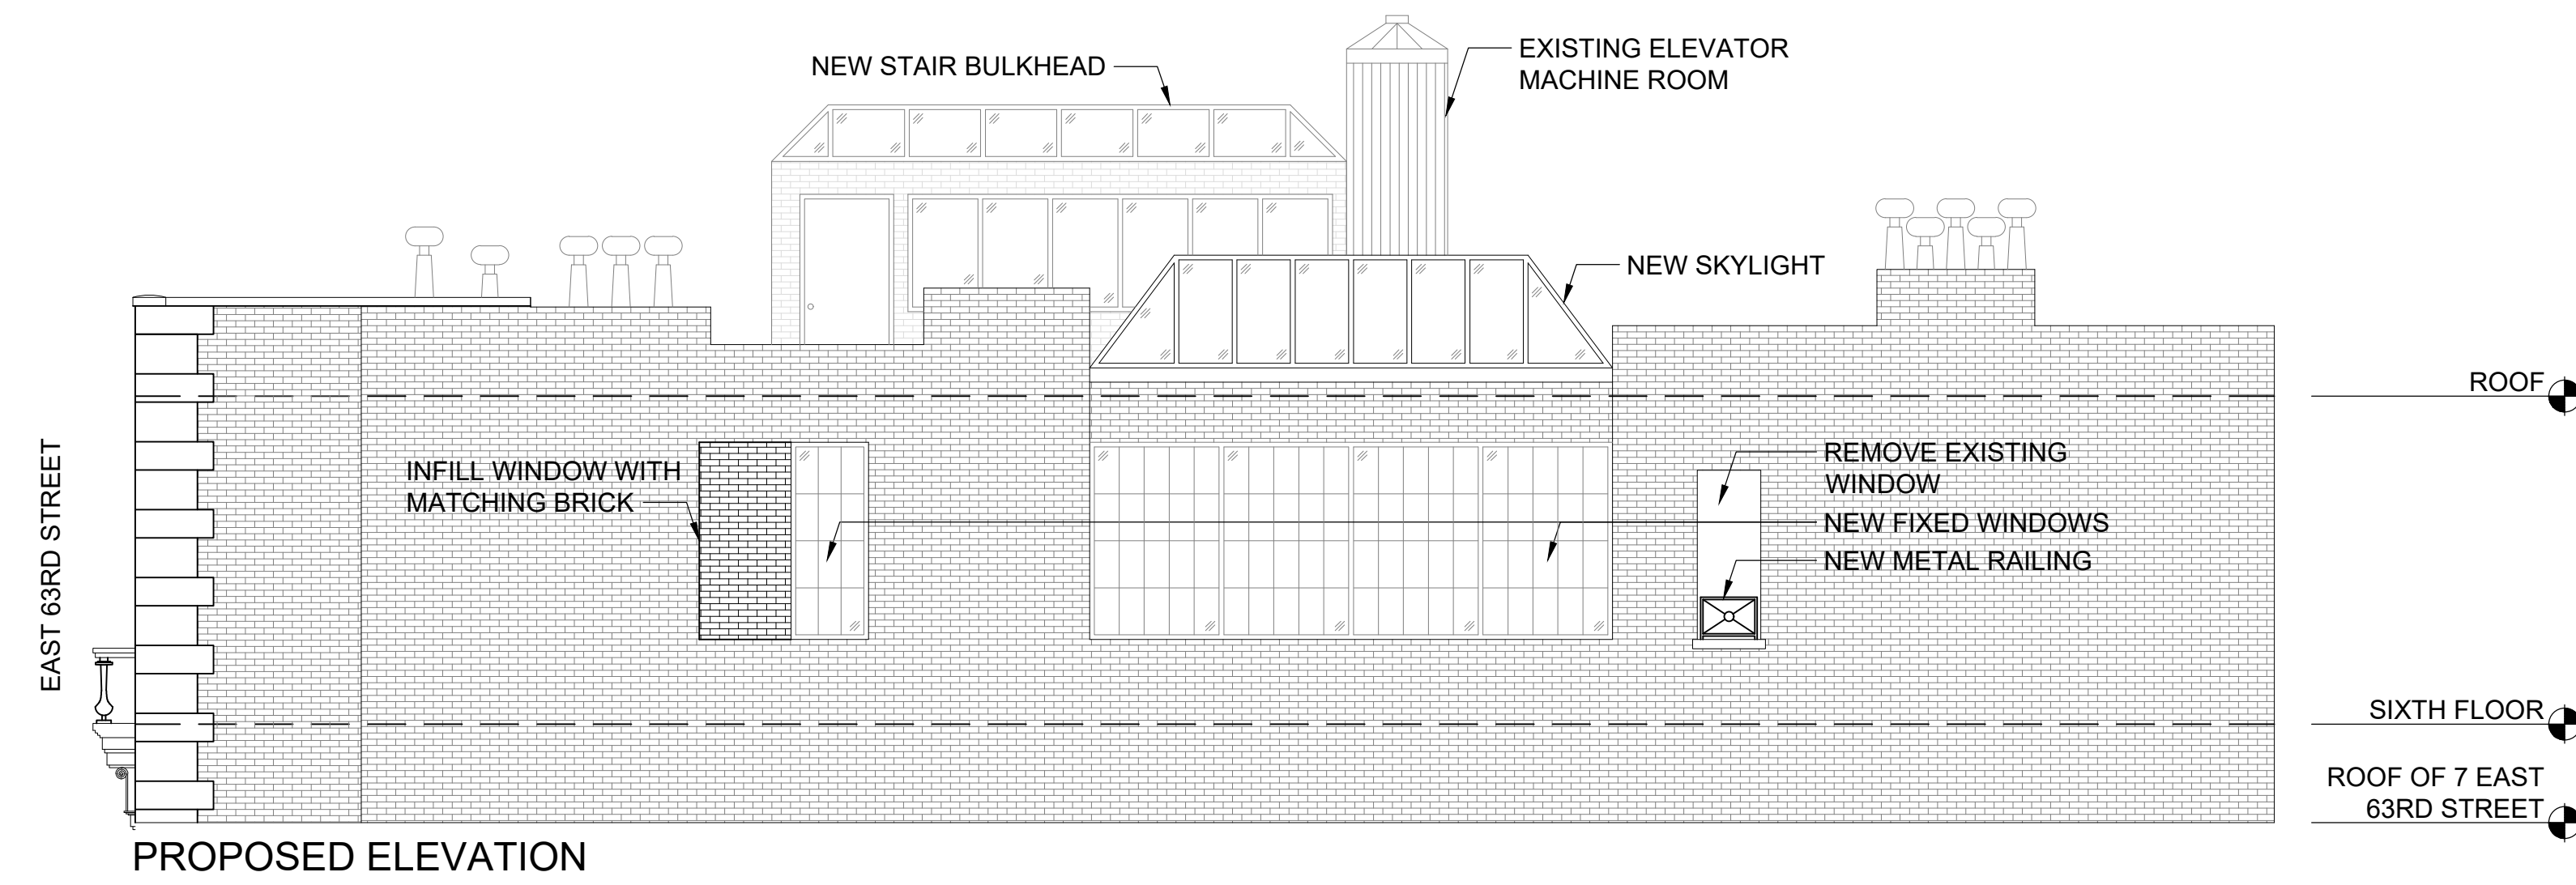 NEW STAIR BULKHEAD
EXISTING ELEVATOR
MACHINE ROOM
NEW SKYLIGHT
ROOF
EAST 63RD STREET
INFILL WINDOW WITH
MATCHING BRICK
REMOVE EXISTING
WINDOW
NEW FIXED WINDOWS
NEW METAL RAILING
SIXTH FLOOR
ROOF OF 7 EAST
63RD STREET
PROPOSED ELEVATION